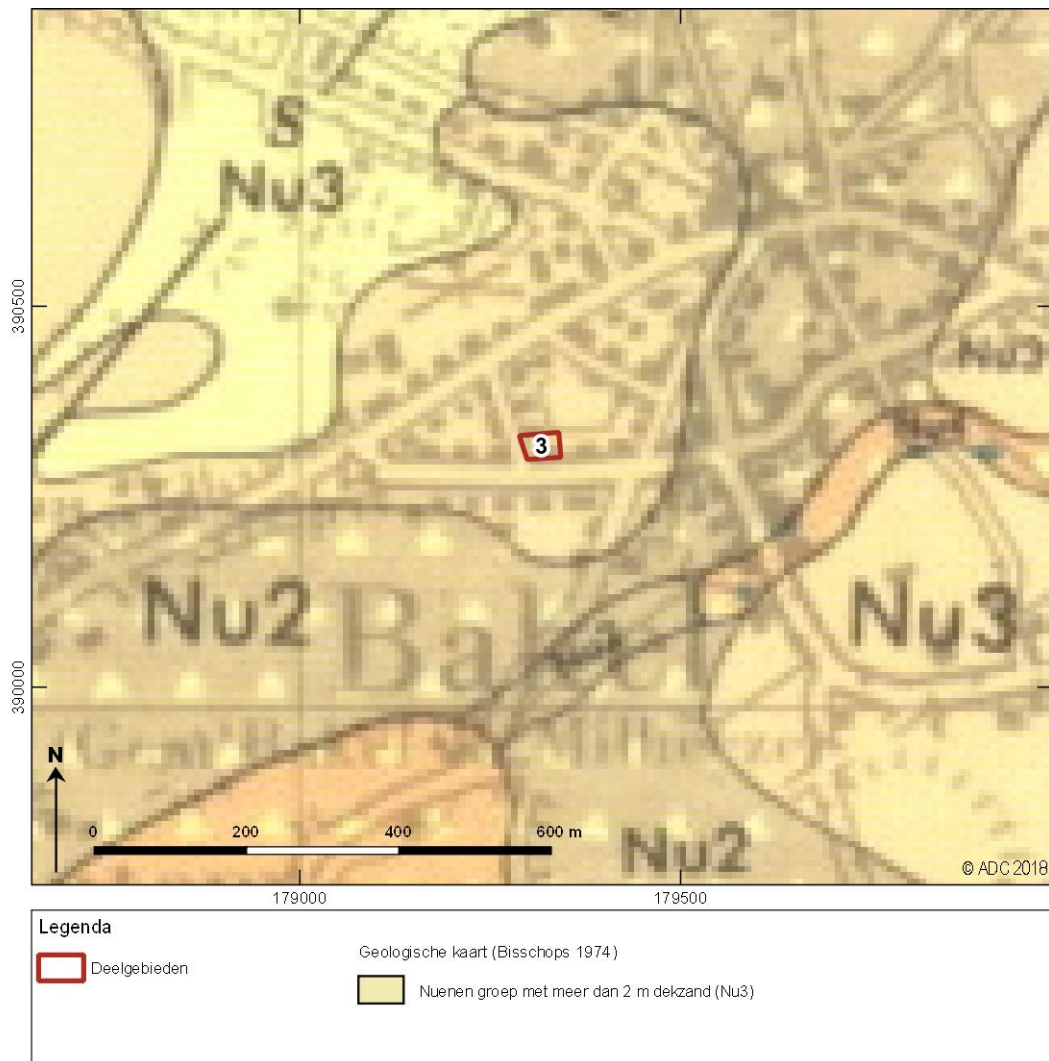 S
Nu3
390500
Nu3
3
Nu2
Bakel
Nu3
390000
N
0 200 400 600 m
Nu2
© ADC 2018
179000 179500
Legenda
Deelgebieden
Geologische kaart (Bisschops 1974)
Nuenen groep met meer dan 2 m dekzand (Nu3)